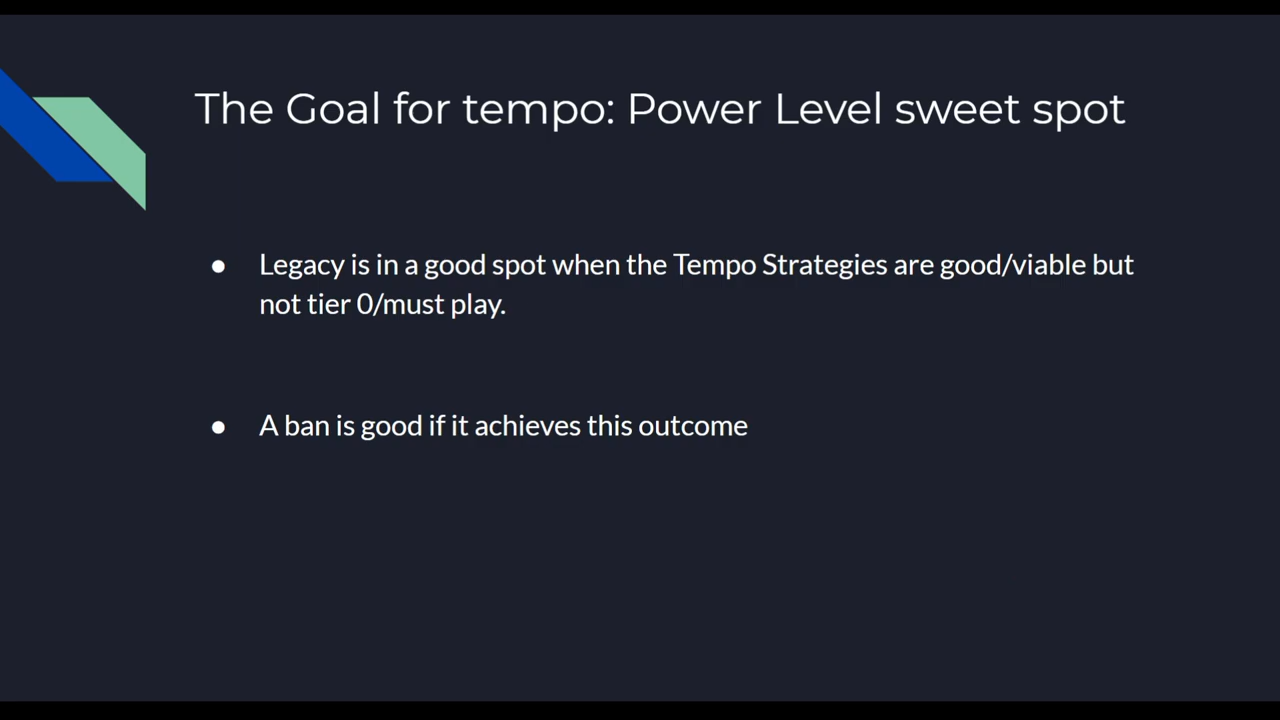 The Goal for tempo: Power Level sweet spot
● Legacy is in a good spot when the Tempo Strategies are good/viable but
not tier 0/must play.
● A ban is good if it achieves this outcome